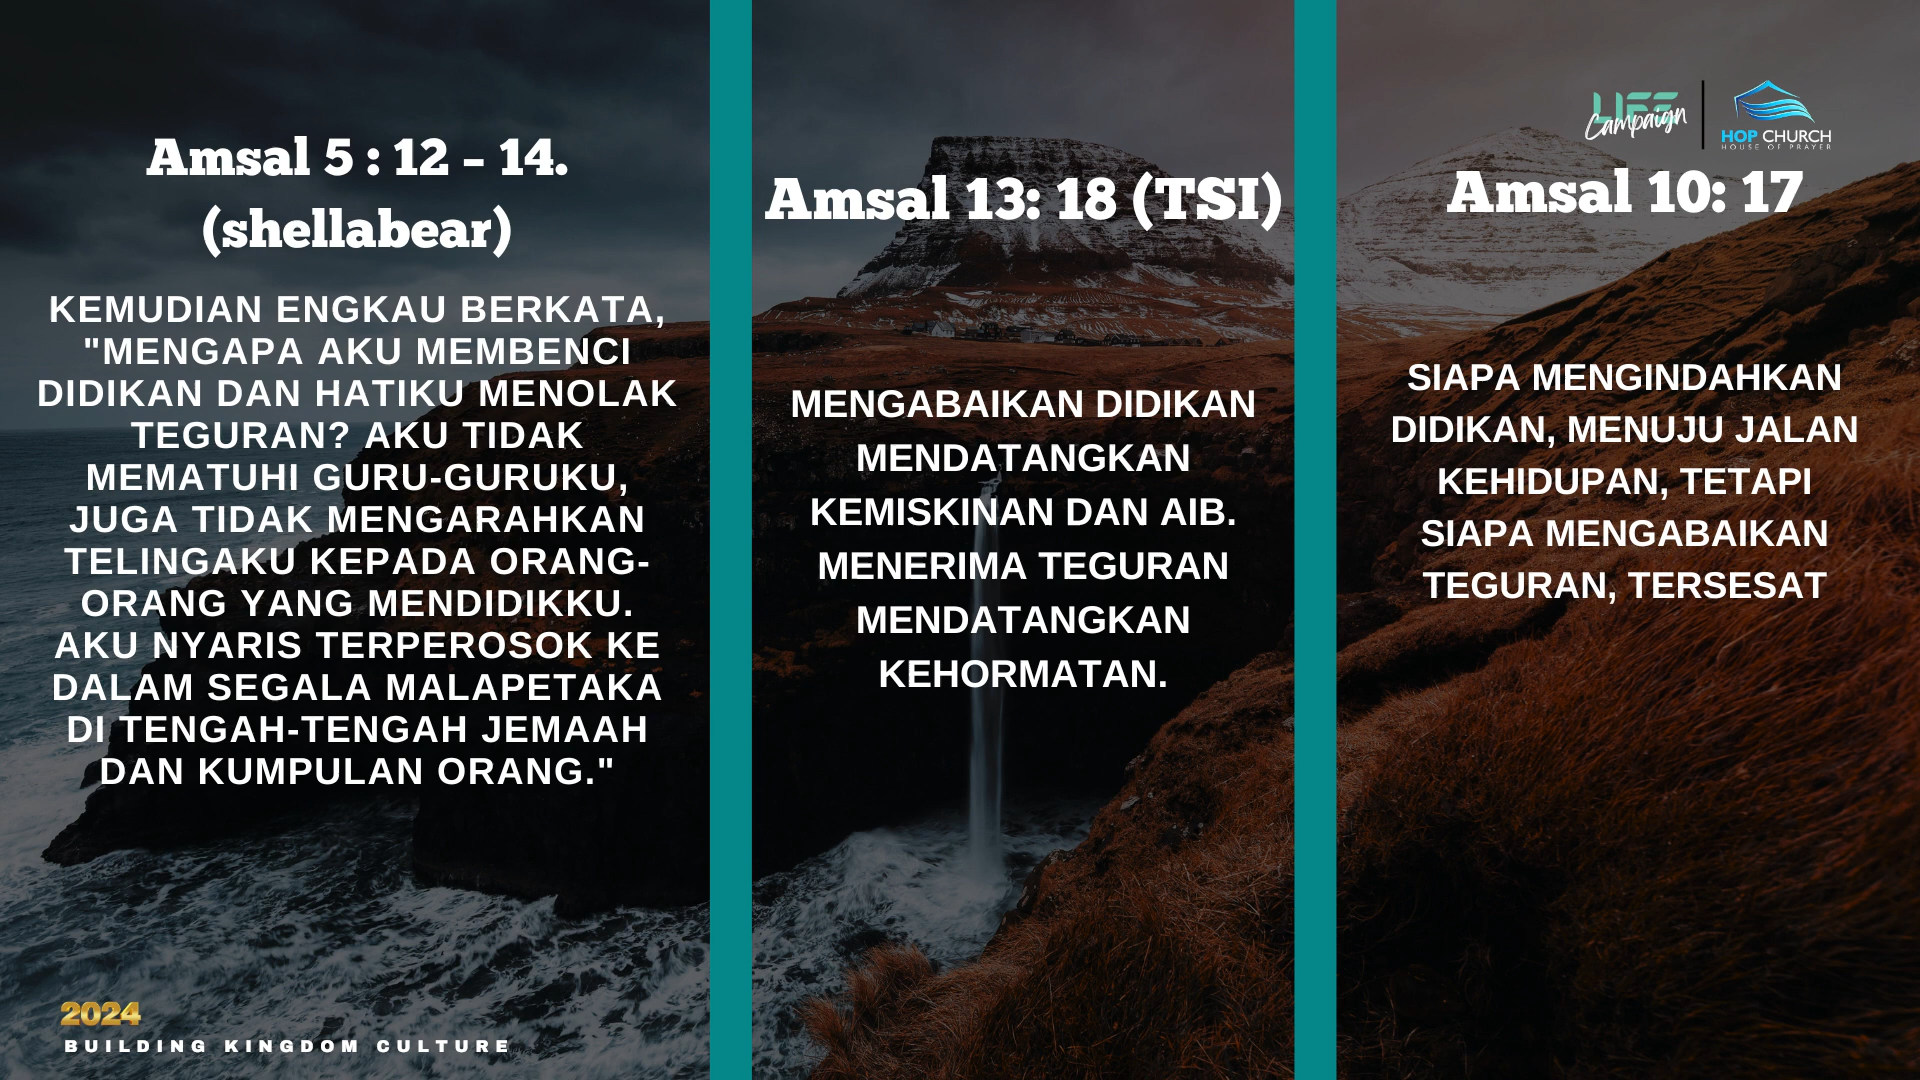 Amsal 5 : 12 – 14.
(shellabear)
KEMUDIAN ENGKAU BERKATA,
"MENGAPA AKU MEMBENCI
DIDIKAN DAN HATIKU MENOLAK
TEGURAN? AKU TIDAK
MEMATUHI GURU-GURUKU,
JUGA TIDAK MENGARAHKAN
TELINGAKU KEPADA ORANG-
ORANG YANG MENDIDIKKU.
AKU NYARIS TERPEROSOK KE
DALAM SEGALA MALAPETAKA
DI TENGAH-TENGAH JEMAAH
DAN KUMPULAN ORANG."
2024
BUILDING KINGDOM CULTURE
Amsal 13: 18 (TSI)
MENGABAIKAN DIDIKAN
MENDATANGKAN
KEMISKINAN DAN AIB.
MENERIMA TEGURAN
MENDATANGKAN
KEHORMATAN.
LIFE
Campaign
HOP CHURCH
HOUSE OF PRAYER
Amsal 10: 17
SIAPA MENGINDAHKAN
DIDIKAN, MENUJU JALAN
KEHIDUPAN, TETAPI
SIAPA MENGABAIKAN
TEGURAN, TERSESAT